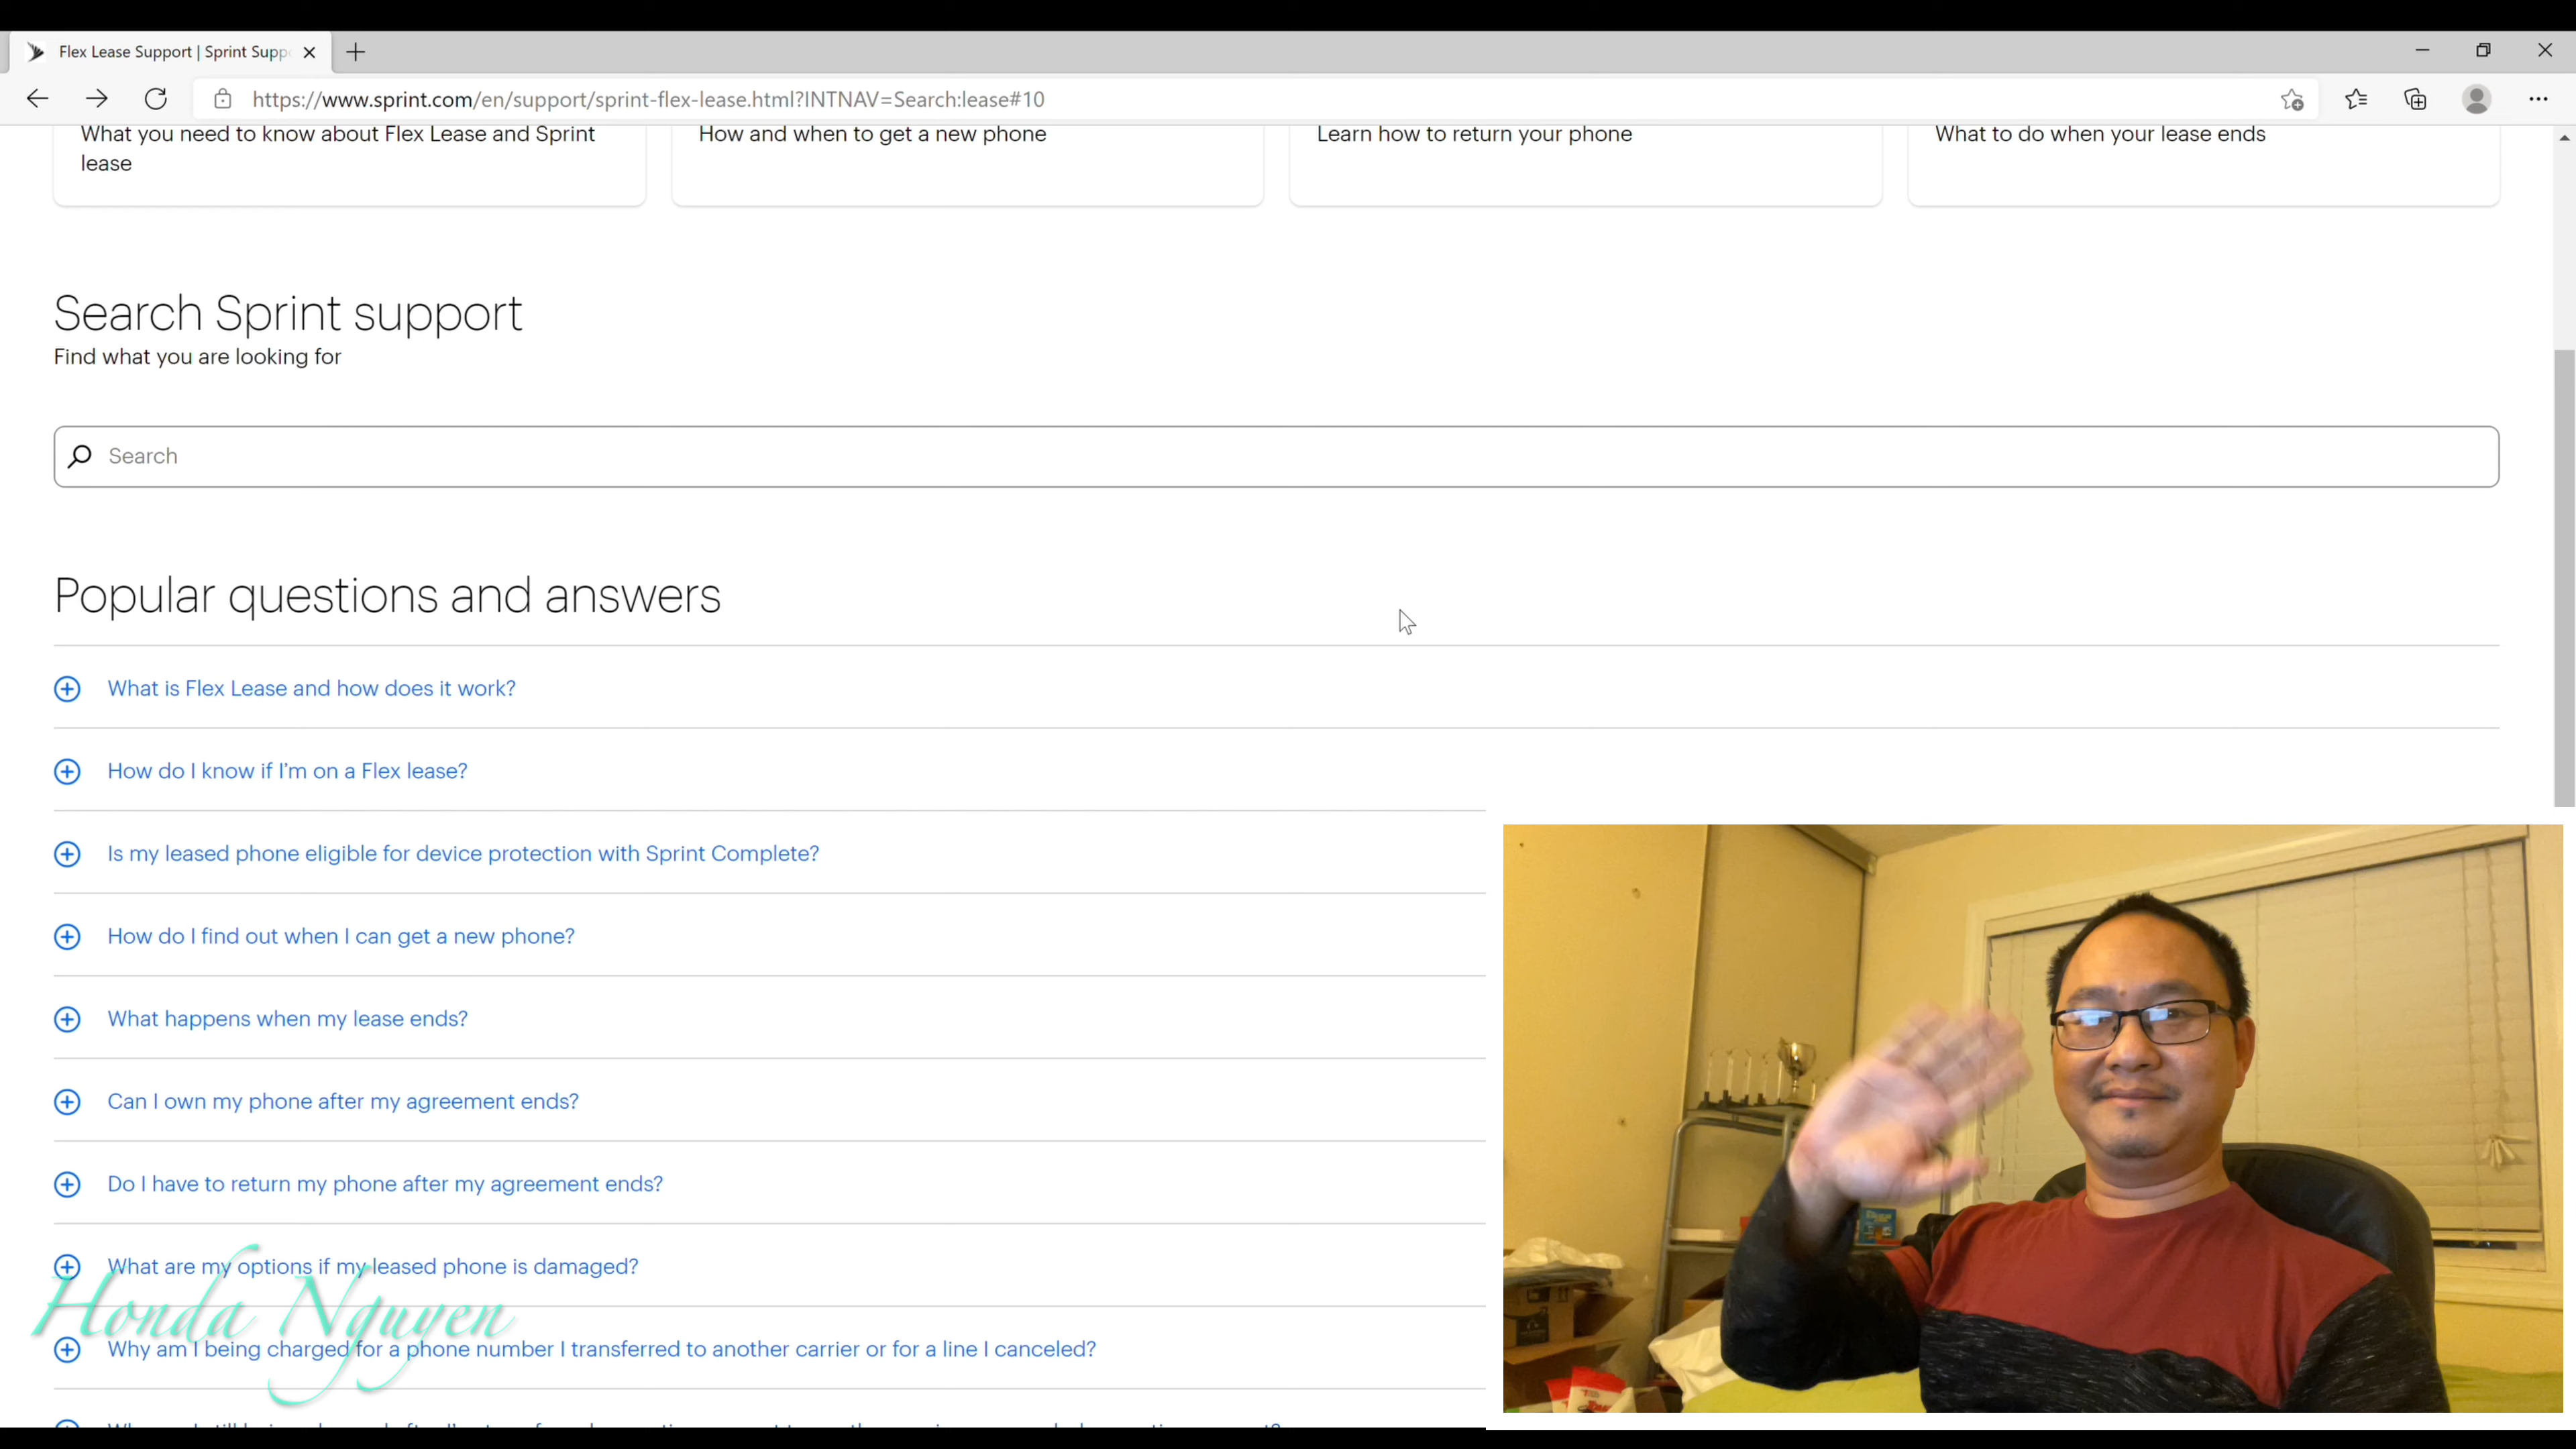 Flex Lease Support | Sprint Supp
https://www.sprint.com/en/support/sprint-flex-lease.html?INTNAV=Search:lease#10
What you need to know about Flex Lease and Sprint
lease
How and when to get a new phone
Learn how to return your phone
What to do when your lease ends
Search Sprint support
Find what you are looking for
Search
Popular questions and answers
What is Flex Lease and how does it work?
How do I know if I'm on a Flex lease?
Is my leased phone eligible for device protection with Sprint Complete?
How do I find out when I can get a new phone?
What happens when my lease ends?
Can I own my phone after my agreement ends?
Do I have to return my phone after my agreement ends?
What are my options if my leased phone is damaged?
Honda Nguyen
Why am I being charged for a phone number I transferred to another carrier or for a line I canceled?